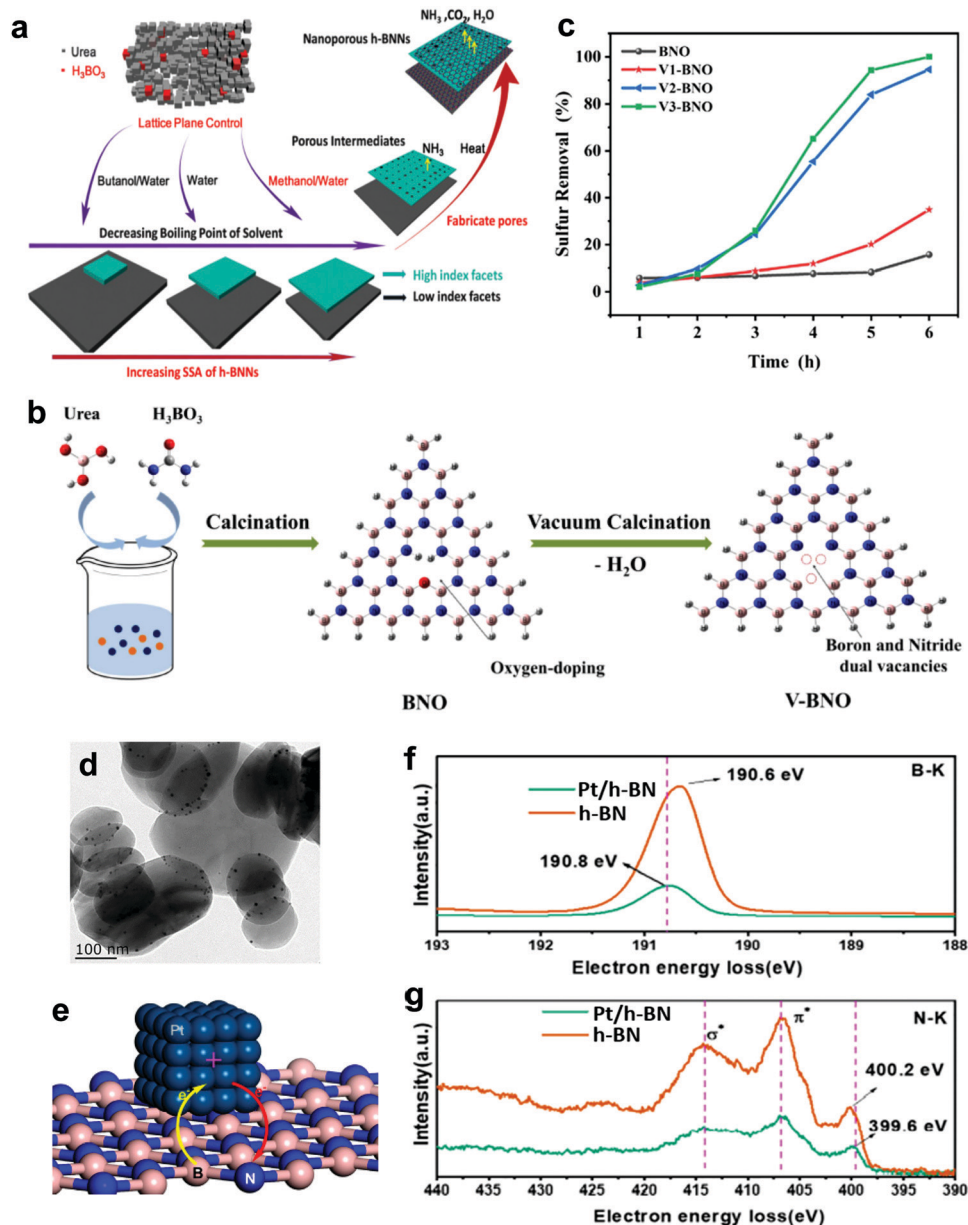 a
Urea
H₃BO₃
Lattice Plane Control
Butanol/Water
Water
Methanol/Water
Decreasing Boiling Point of Solvent
High index facets
Low index facets
Increasing SSA of h-BNNs
Nanoporous h-BNNs
NH₃ ,CO₂, H₂O
Porous Intermediates
NH₃
Heat
Fabricate pores
c
BNO
V1-BNO
V2-BNO
V3-BNO
Sulfur Removal (%)
100
80
60
40
20
0
1 2 3 4 5 6
Time (h)
b
Urea H₃BO₃
Calcination
Oxygen-doping
BNO
Vacuum Calcination
- H₂O
Boron and Nitride
dual vacancies
V-BNO
d
100 nm
e
Pt
+
e⁻
B
N
f
Pt/h-BN
h-BN
190.6 eV
190.8 eV
B-K
Intensity(a.u.)
193 192 191 190 189 188
Electron energy loss(eV)
g
Pt/h-BN
h-BN
σ*
π*
N-K
400.2 eV
399.6 eV
Intensity(a.u.)
440 435 430 425 420 415 410 405 400 395 390
Electron energy loss(eV)